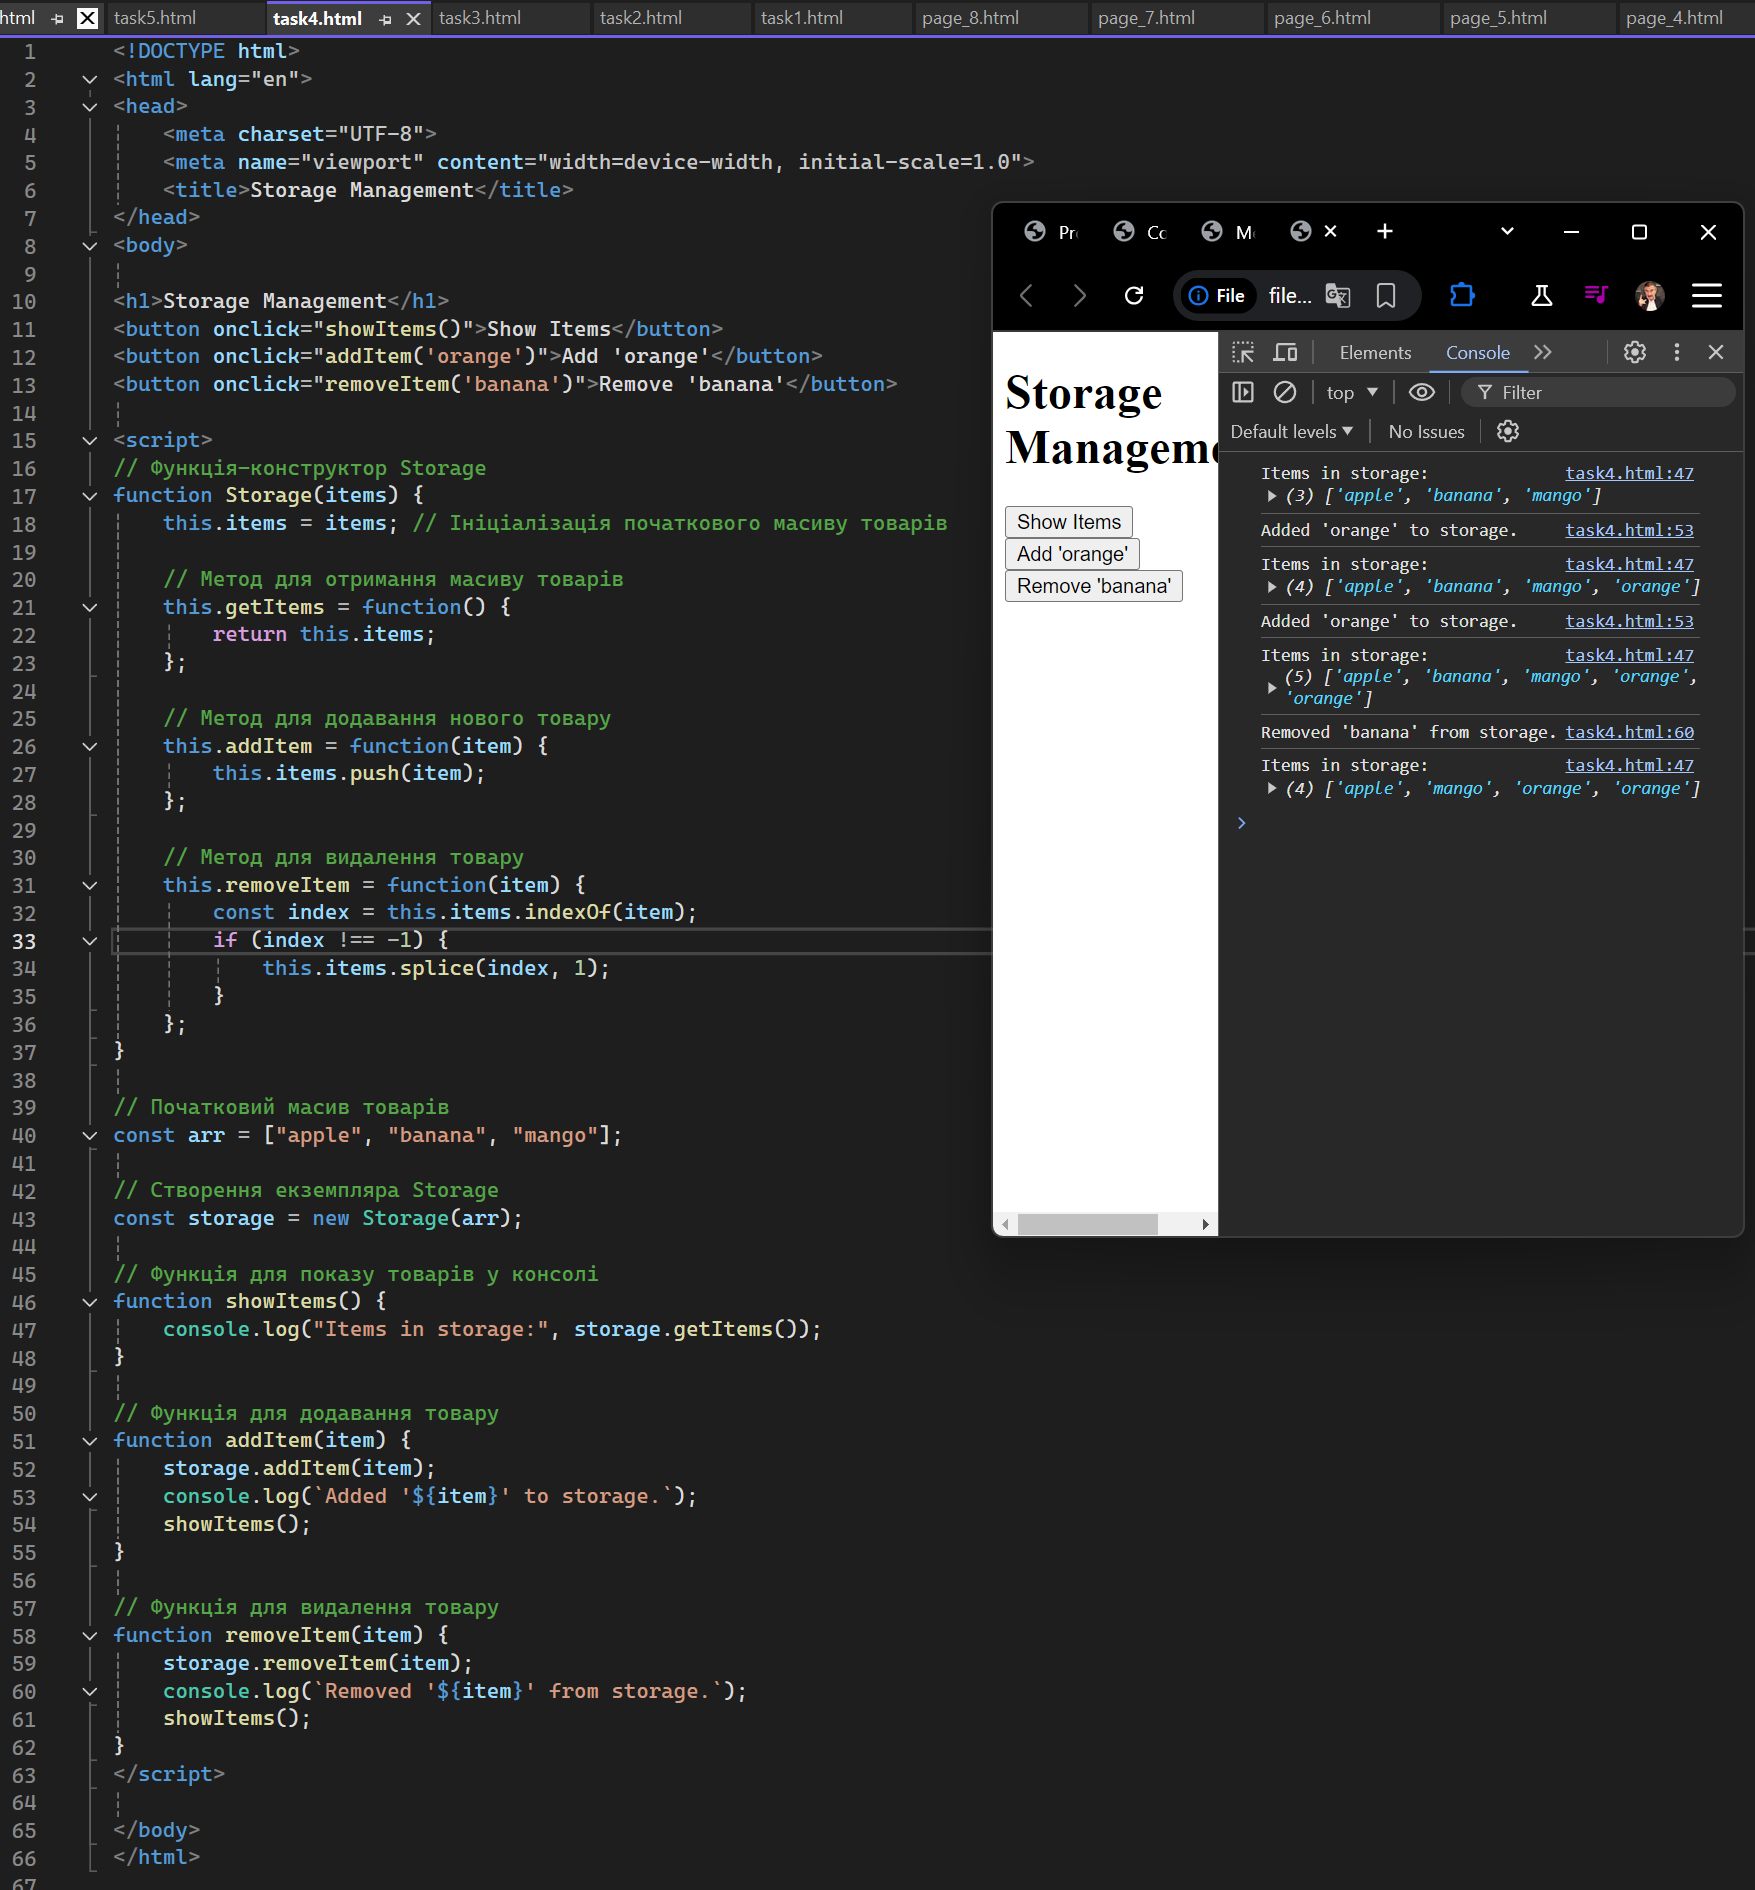 html
task5.html
task4.html
task3.html
task2.html
task1.html
page_8.html
page_7.html
page_6.html
page_5.html
page_4.html
1 <!DOCTYPE html>
2 <html lang="en">
3 <head>
4 <meta charset="UTF-8">
5 <meta name="viewport" content="width=device-width, initial-scale=1.0">
6 <title>Storage Management</title>
7 </head>
8 <body>
9
10 <h1>Storage Management</h1>
11 <button onclick="showItems()">Show Items</button>
12 <button onclick="addItem('orange')">Add 'orange'</button>
13 <button onclick="removeItem('banana')">Remove 'banana'</button>
14
15 <script>
16 // Функція-конструктор Storage
17 function Storage(items) {
18 this.items = items; // Ініціалізація початкового масиву товарів
19
20 // Метод для отримання масиву товарів
21 this.getItems = function() {
22 return this.items;
23 };
24
25 // Метод для додавання нового товару
26 this.addItem = function(item) {
27 this.items.push(item);
28 };
29
30 // Метод для видалення товару
31 this.removeItem = function(item) {
32 const index = this.items.indexOf(item);
33 if (index !== -1) {
34 this.items.splice(index, 1);
35 }
36 };
37 }
38
39 // Початковий масив товарів
40 const arr = ["apple", "banana", "mango"];
41
42 // Створення екземпляра Storage
43 const storage = new Storage(arr);
44
45 // Функція для показу товарів у консолі
46 function showItems() {
47 console.log("Items in storage:", storage.getItems());
48 }
49
50 // Функція для додавання товару
51 function addItem(item) {
52 storage.addItem(item);
53 console.log(`Added '${item}' to storage.`);
54 showItems();
55 }
56
57 // Функція для видалення товару
58 function removeItem(item) {
59 storage.removeItem(item);
60 console.log(`Removed '${item}' from storage.`);
61 showItems();
62 }
63 </script>
64
65 </body>
66 </html>
67
Pr
Co
M
File file...
Storage
Manageme
Show Items
Add 'orange'
Remove 'banana'
Elements Console
top Filter
Default levels No Issues
Items in storage: task4.html:47
(3) ['apple', 'banana', 'mango']
Added 'orange' to storage. task4.html:53
Items in storage: task4.html:47
(4) ['apple', 'banana', 'mango', 'orange']
Added 'orange' to storage. task4.html:53
Items in storage: task4.html:47
(5) ['apple', 'banana', 'mango', 'orange',
'orange']
Removed 'banana' from storage. task4.html:60
Items in storage: task4.html:47
(4) ['apple', 'mango', 'orange', 'orange']